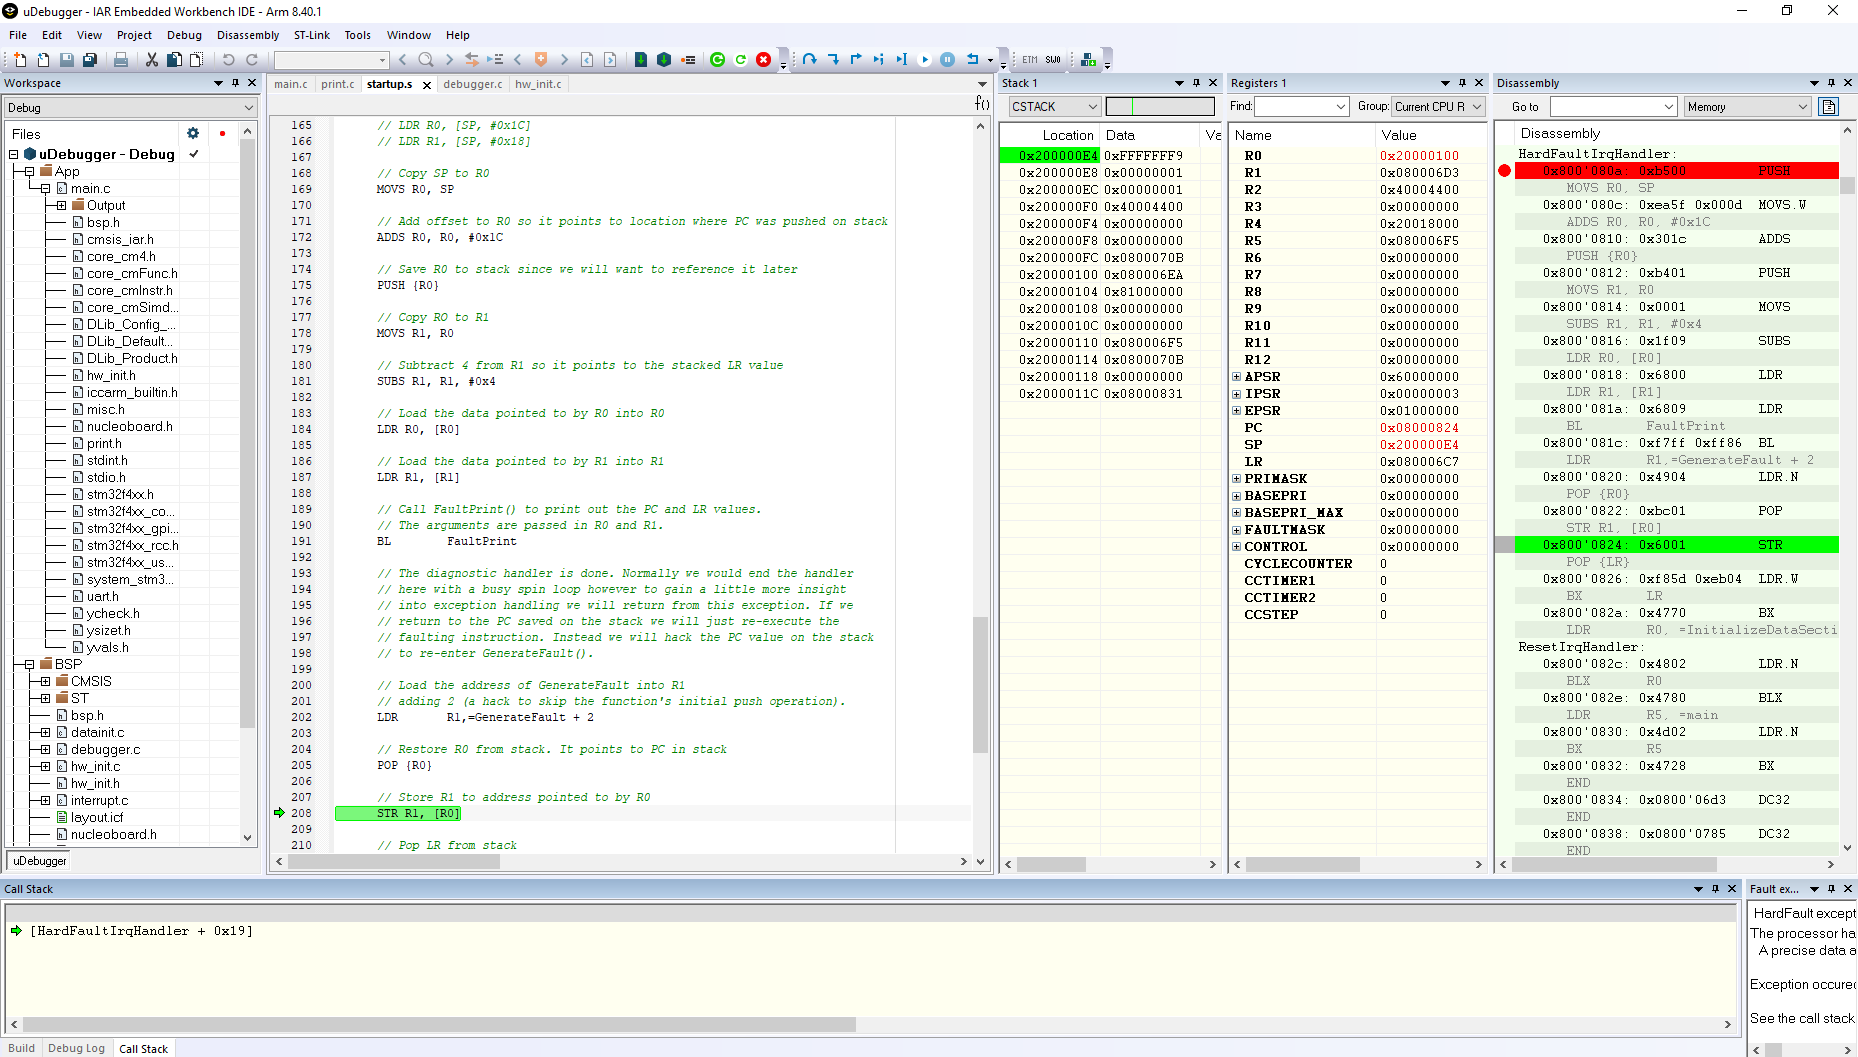 uDebugger - IAR Embedded Workbench IDE - Arm 8.40.1
File Edit View Project Debug Disassembly ST-Link Tools Window Help
ETM SWO
Workspace
Debug
Files
uDebugger - Debug
App
main.c
Output
bsp.h
cmsis_iar.h
core_cm4.h
core_cmFunc.h
core_cmInstr.h
core_cmSimd...
DLib_Config_...
DLib_Default...
DLib_Product.h
hw_init.h
iccarm_builtin.h
misc.h
nucleoboard.h
print.h
stdint.h
stdio.h
stm32f4xx.h
stm32f4xx_co...
stm32f4xx_gpi...
stm32f4xx_rcc.h
stm32f4xx_us...
system_stm3...
uart.h
ycheck.h
ysizet.h
yvals.h
BSP
CMSIS
ST
bsp.h
datainit.c
debugger.c
hw_init.c
hw_init.h
interrupt.c
layout.icf
nucleoboard.h
uDebugger
main.c print.c startup.s debugger.c hw_init.c
f()
165 // LDR R0, [SP, #0x1C]
166 // LDR R1, [SP, #0x18]
167
168 // Copy SP to R0
169 MOVS R0, SP
170
171 // Add offset to R0 so it points to location where PC was pushed on stack
172 ADDS R0, R0, #0x1C
173
174 // Save R0 to stack since we will want to reference it later
175 PUSH {R0}
176
177 // Copy RO to R1
178 MOVS R1, R0
179
180 // Subtract 4 from R1 so it points to the stacked LR value
181 SUBS R1, R1, #0x4
182
183 // Load the data pointed to by R0 into R0
184 LDR R0, [R0]
185
186 // Load the data pointed to by R1 into R1
187 LDR R1, [R1]
188
189 // Call FaultPrint() to print out the PC and LR values.
190 // The arguments are passed in R0 and R1.
191 BL FaultPrint
192
193 // The diagnostic handler is done. Normally we would end the handler
194 // here with a busy spin loop however to gain a little more insight
195 // into exception handling we will return from this exception. If we
196 // return to the PC saved on the stack we will just re-execute the
197 // faulting instruction. Instead we will hack the PC value on the stack
198 // to re-enter GenerateFault().
199
200 // Load the address of GenerateFault into R1
201 // adding 2 (a hack to skip the function's initial push operation).
202 LDR R1,=GenerateFault + 2
203
204 // Restore R0 from stack. It points to PC in stack
205 POP {R0}
206
207 // Store R1 to address pointed to by R0
208 STR R1, [R0]
209
210 // Pop LR from stack
Stack 1
CSTACK
Location Data Va
0x200000E4 0xFFFFFFF9
0x200000E8 0x00000001
0x200000EC 0x00000001
0x200000F0 0x40004400
0x200000F4 0x00000000
0x200000F8 0x00000000
0x200000FC 0x0800070B
0x20000100 0x080006EA
0x20000104 0x81000000
0x20000108 0x00000000
0x2000010C 0x00000000
0x20000110 0x080006F5
0x20000114 0x0800070B
0x20000118 0x00000000
0x2000011C 0x08000831
Registers 1
Find: Group: Current CPU R
Name Value
R0 0x20000100
R1 0x080006D3
R2 0x40004400
R3 0x00000000
R4 0x20018000
R5 0x080006F5
R6 0x00000000
R7 0x00000000
R8 0x00000000
R9 0x00000000
R10 0x00000000
R11 0x00000000
R12 0x00000000
APSR 0x60000000
IPSR 0x00000003
EPSR 0x01000000
PC 0x08000824
SP 0x200000E4
LR 0x080006C7
PRIMASK 0x00000000
BASEPRI 0x00000000
BASEPRI_MAX 0x00000000
FAULTMASK 0x00000000
CONTROL 0x00000000
CYCLECOUNTER 0
CCTIMER1 0
CCTIMER2 0
CCSTEP 0
Disassembly
Go to Memory
Disassembly
HardFaultIrqHandler:
0x800'080a: 0xb500 PUSH
MOVS R0, SP
0x800'080c: 0xea5f 0x000d MOVS.W
ADDS R0, R0, #0x1C
0x800'0810: 0x301c ADDS
PUSH {R0}
0x800'0812: 0xb401 PUSH
MOVS R1, R0
0x800'0814: 0x0001 MOVS
SUBS R1, R1, #0x4
0x800'0816: 0x1f09 SUBS
LDR R0, [R0]
0x800'0818: 0x6800 LDR
LDR R1, [R1]
0x800'081a: 0x6809 LDR
BL FaultPrint
0x800'081c: 0xf7ff 0xff86 BL
LDR R1,=GenerateFault + 2
0x800'0820: 0x4904 LDR.N
POP {R0}
0x800'0822: 0xbc01 POP
STR R1, [R0]
0x800'0824: 0x6001 STR
POP {LR}
0x800'0826: 0xf85d 0xeb04 LDR.W
BX LR
0x800'082a: 0x4770 BX
LDR R0, =InitializeDataSecti
ResetIrqHandler:
0x800'082c: 0x4802 LDR.N
BLX R0
0x800'082e: 0x4780 BLX
LDR R5, =main
0x800'0830: 0x4d02 LDR.N
BX R5
0x800'0832: 0x4728 BX
END
0x800'0834: 0x0800'06d3 DC32
END
0x800'0838: 0x0800'0785 DC32
END
Call Stack
[HardFaultIrqHandler + 0x19]
Build Debug Log Call Stack
Fault ex...
HardFault except
The processor ha
A precise data a
Exception occured
See the call stack